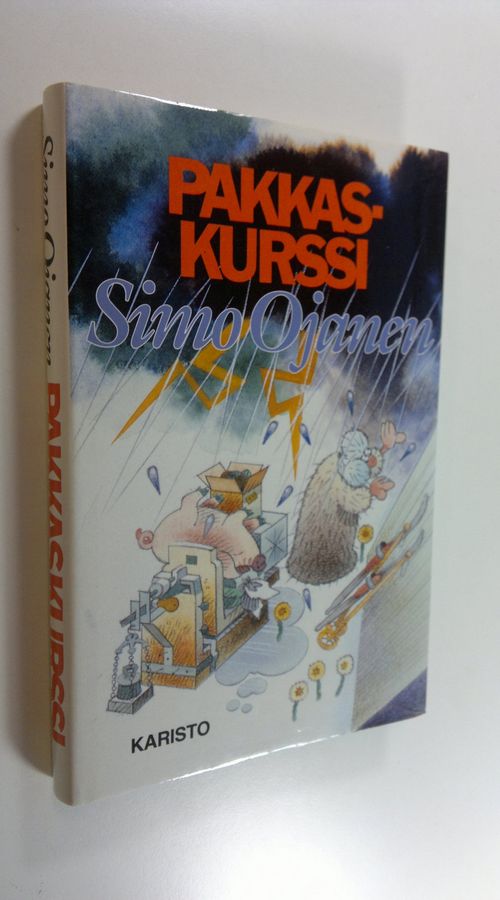 PAKKAS-
KURSSI
Simo Ojanen
KARISTO
Simo Ojanen PAKKASKURSSI